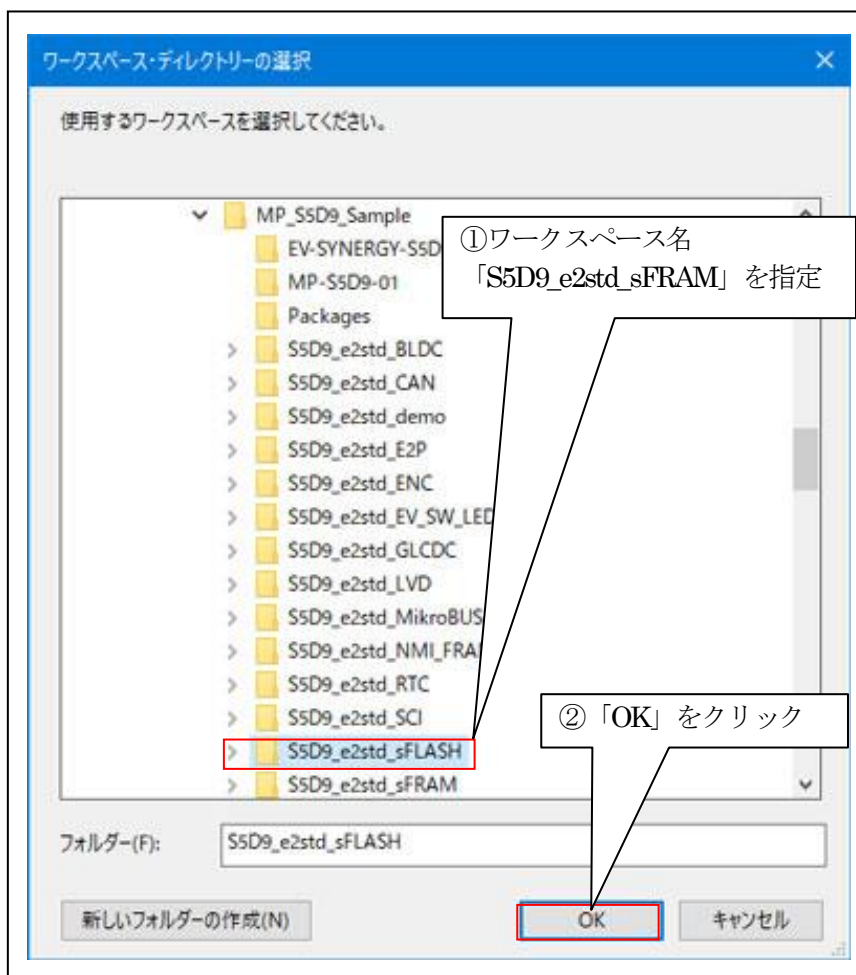 ワークスペース・ディレクトリーの選択
使用するワークスペースを選択してください。
MP_S5D9_Sample
EV-SYNERGY-S5D
MP-S5D9-01
Packages
S5D9_e2std_BLDC
S5D9_e2std_CAN
S5D9_e2std_demo
S5D9_e2std_E2P
S5D9_e2std_ENC
S5D9_e2std_EV_SW_LED
S5D9_e2std_GLCDC
S5D9_e2std_LVD
S5D9_e2std_MikroBUS
S5D9_e2std_NMI_FRA
S5D9_e2std_RTC
S5D9_e2std_SCI
S5D9_e2std_sFLASH
S5D9_e2std_sFRAM
①ワークスペース名
「S5D9_e2std_sFRAM」を指定
②「OK」をクリック
フォルダー(F): S5D9_e2std_sFLASH
新しいフォルダーの作成(N) OK キャンセル